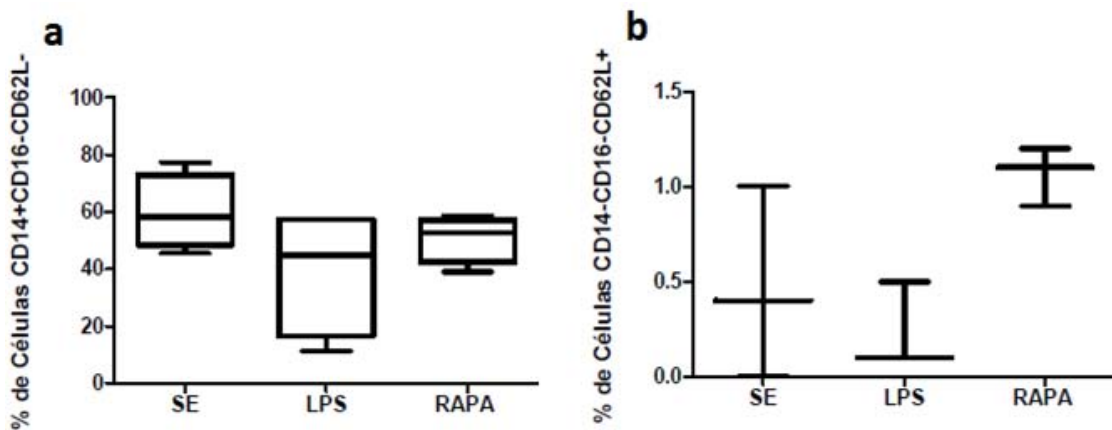 a
% de Células CD14+CD16-CD62L-
100
80
60
40
20
0
SE LPS RAPA
b
% de Células CD14-CD16-CD62L+
1.5
1.0
0.5
0.0
SE LPS RAPA